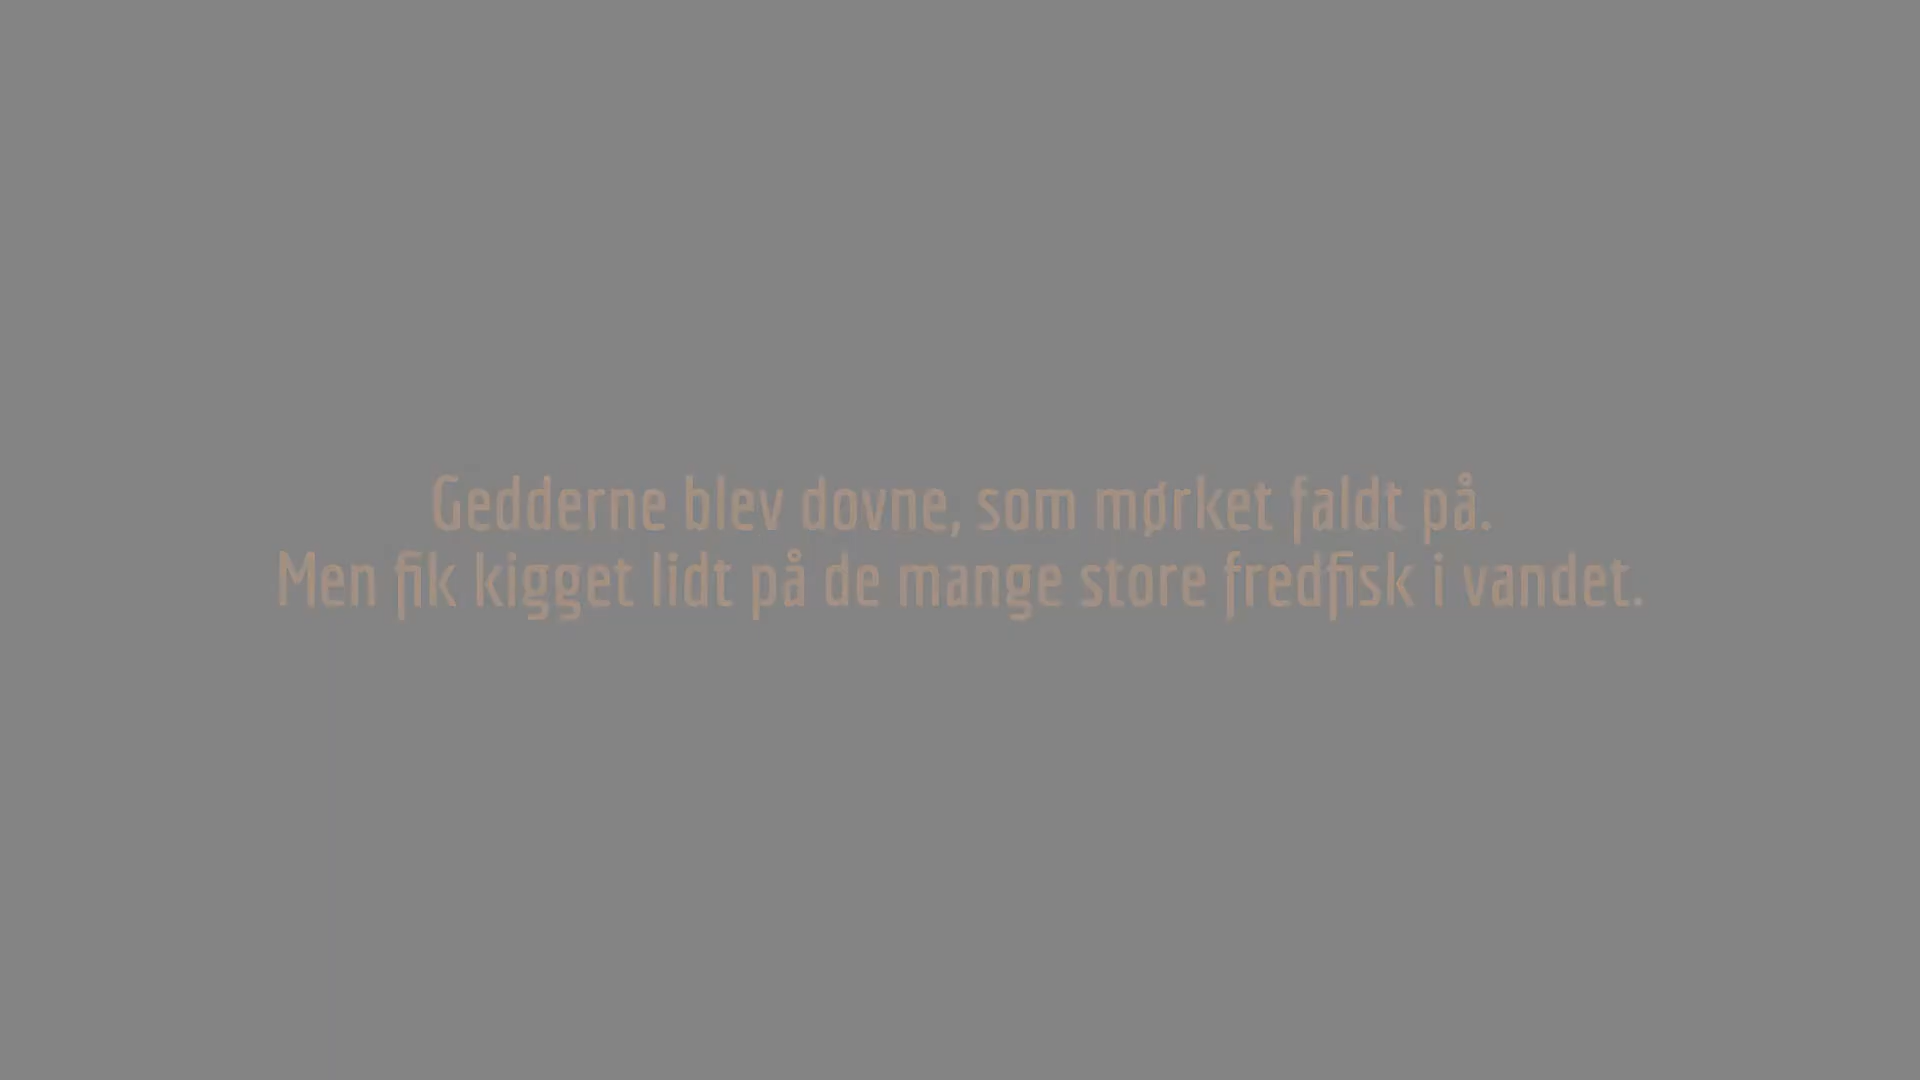 Gedderne blev dovne, som mørket faldt på.
Men fik kigget lidt på de mange store fredfisk i vandet.